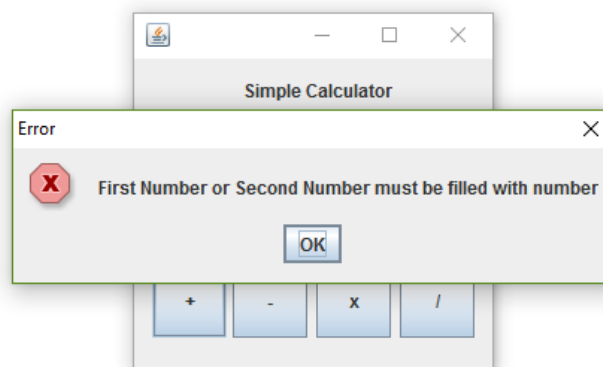 Simple Calculator
Error
First Number or Second Number must be filled with number
OK
+ - x /